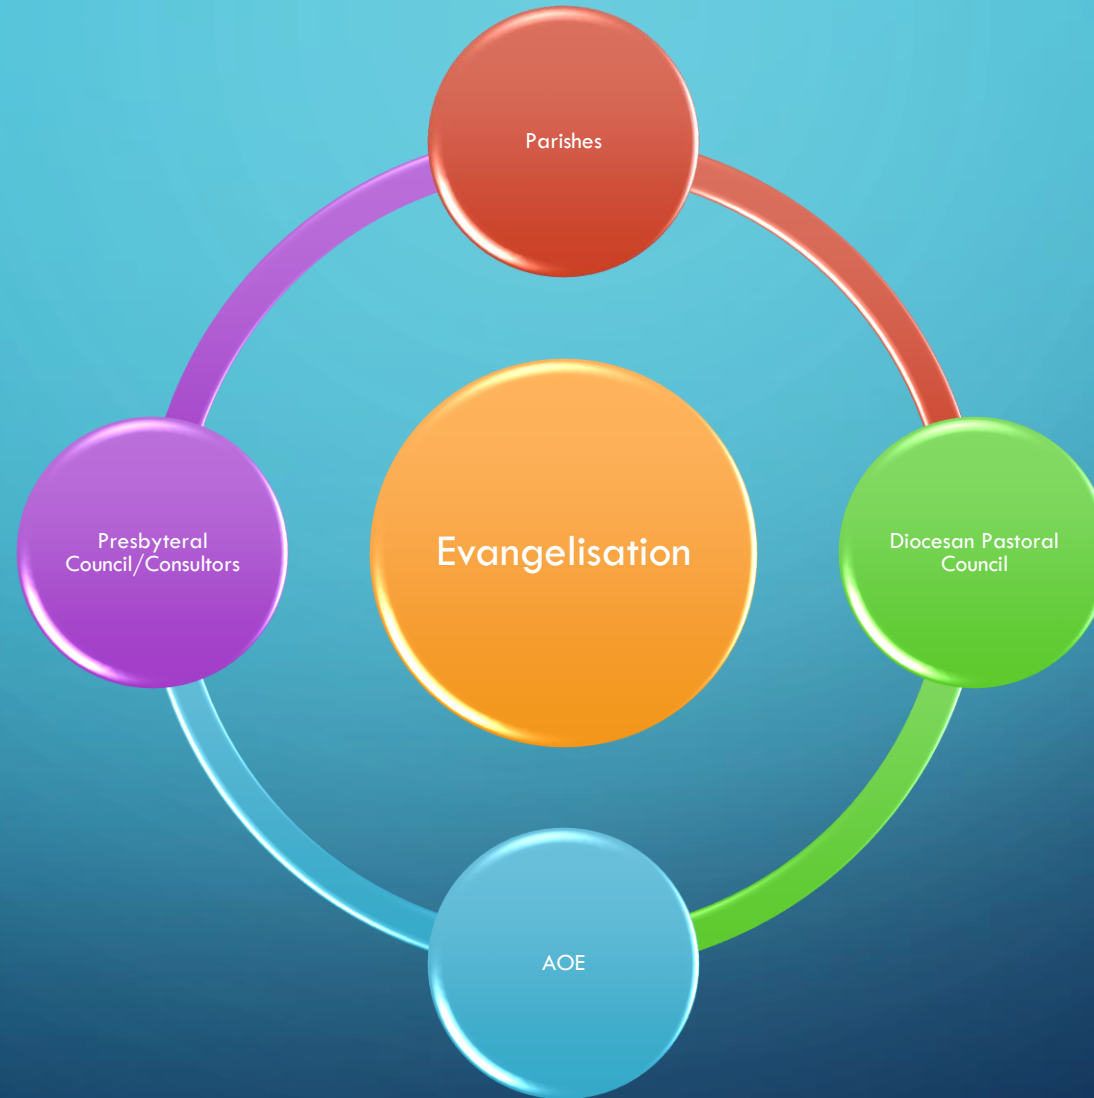 Parishes
Presbyteral
Council/Consultors
Evangelisation
Diocesan Pastoral
Council
AOE